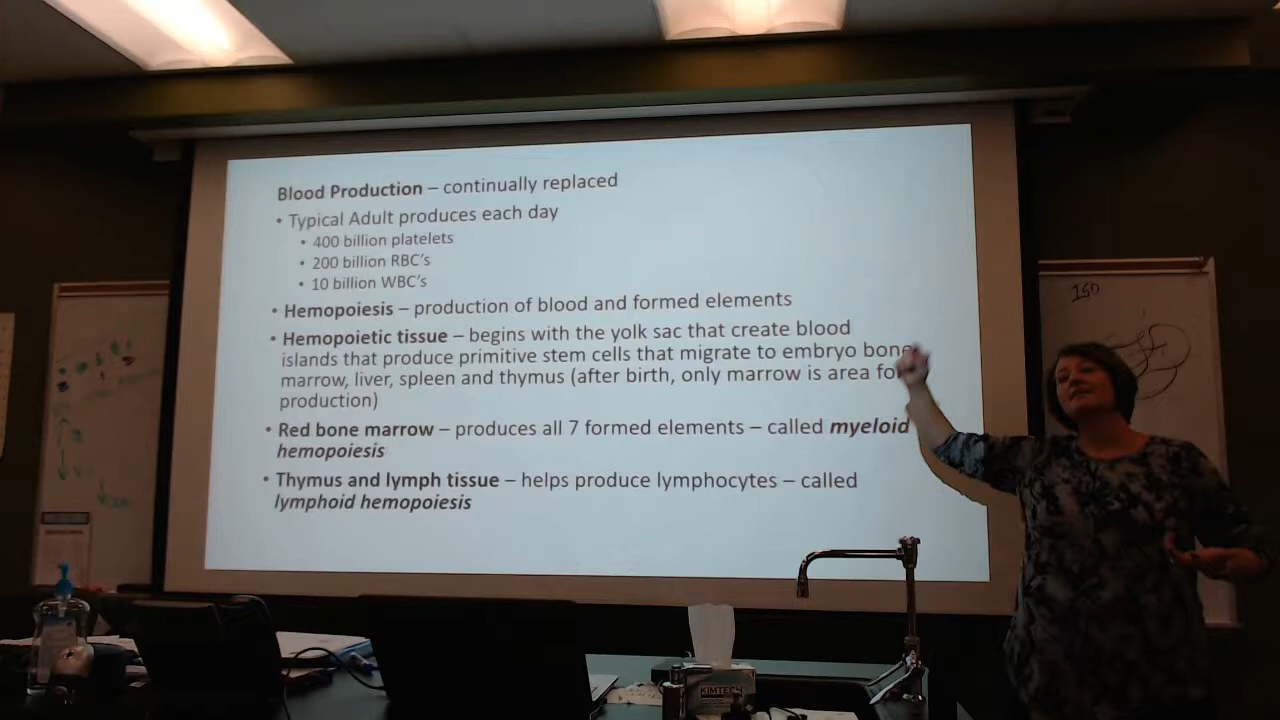 Blood Production – continually replaced
• Typical Adult produces each day
• 400 billion platelets
• 200 billion RBC's
• 10 billion WBC's
• Hemopoiesis – production of blood and formed elements
• Hemopoietic tissue – begins with the yolk sac that create blood
islands that produce primitive stem cells that migrate to embryo bone
marrow, liver, spleen and thymus (after birth, only marrow is area fo
production)
• Red bone marrow – produces all 7 formed elements – called myeloid
hemopoiesis
• Thymus and lymph tissue – helps produce lymphocytes – called
lymphoid hemopoiesis
KIMTECH